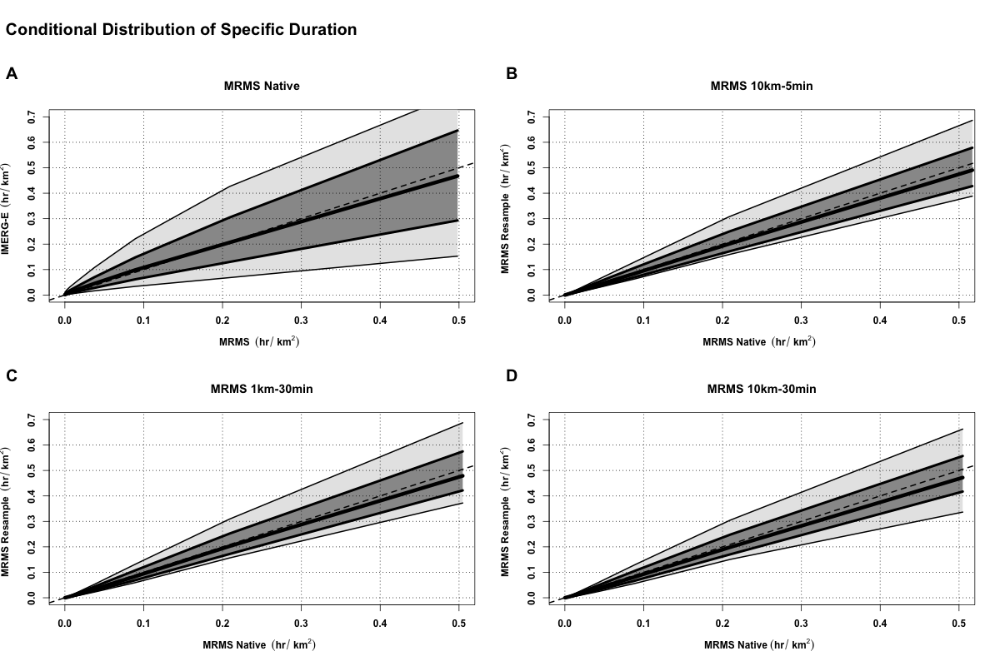 Conditional Distribution of Specific Duration
A
MRMS Native
IMERG-E (hr/ km²)
0.0 0.1 0.2 0.3 0.4 0.5 0.6 0.7
0.0 0.1 0.2 0.3 0.4 0.5
MRMS (hr/ km²)
B
MRMS 10km-5min
MRMS Resample (hr/ km²)
0.0 0.1 0.2 0.3 0.4 0.5 0.6 0.7
0.0 0.1 0.2 0.3 0.4 0.5
MRMS Native (hr/ km²)
C
MRMS 1km-30min
MRMS Resample (hr/ km²)
0.0 0.1 0.2 0.3 0.4 0.5 0.6 0.7
0.0 0.1 0.2 0.3 0.4 0.5
MRMS Native (hr/ km²)
D
MRMS 10km-30min
MRMS Resample (hr/ km²)
0.0 0.1 0.2 0.3 0.4 0.5 0.6 0.7
0.0 0.1 0.2 0.3 0.4 0.5
MRMS Native (hr/ km²)